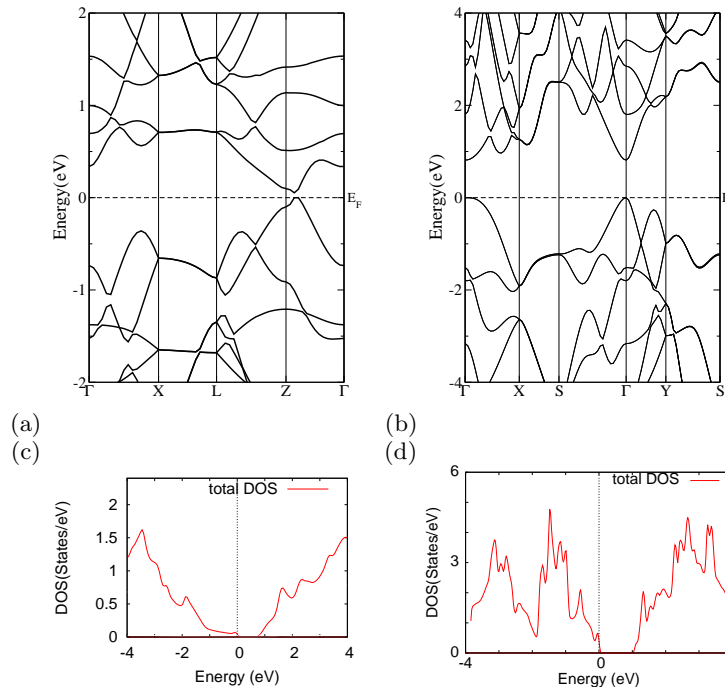 4
2
1
0
-1
-2
Energy(eV)
E_F
Γ X L Z Γ
4
2
0
-2
-4
Energy(eV)
Γ X S Γ Y S
(a)
(b)
(c)
(d)
total DOS
2
1.5
1
0.5
0
DOS(States/eV)
-4 -2 0 2 4
Energy (eV)
total DOS
6
3
0
DOS(States/eV)
-4 0 4
Energy (eV)